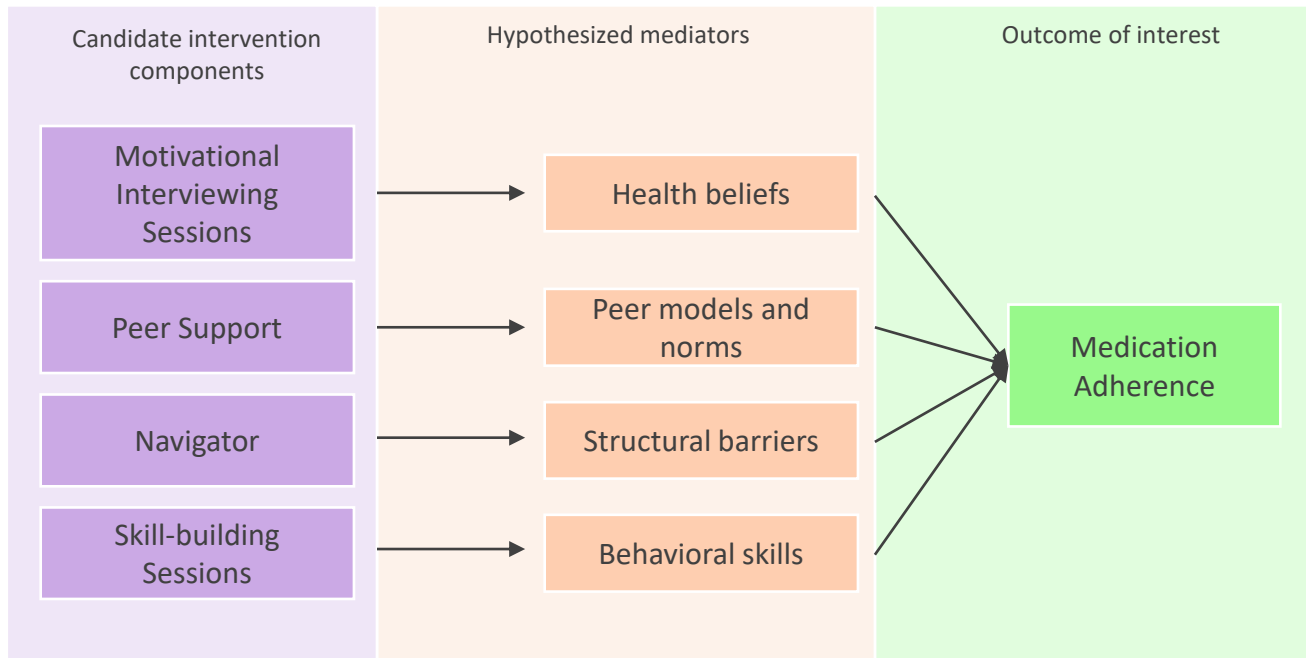 Candidate intervention
components
Hypothesized mediators
Outcome of interest
Motivational
Interviewing
Sessions
Health beliefs
Peer Support
Peer models and
norms
Medication
Adherence
Navigator
Structural barriers
Skill-building
Sessions
Behavioral skills